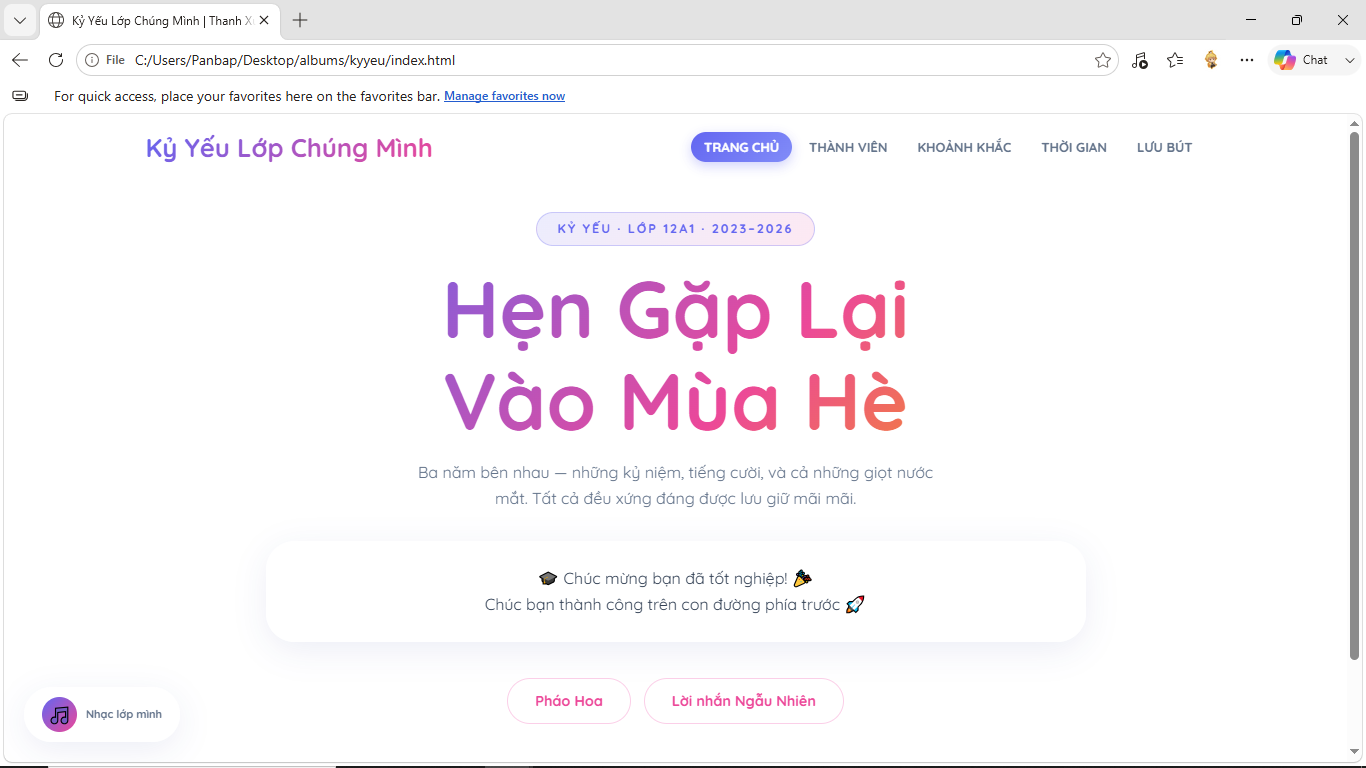 Kỷ Yếu Lớp Chúng Mình | Thanh X
File C:/Users/Panbap/Desktop/albums/kyyeu/index.html
Chat
For quick access, place your favorites here on the favorites bar. Manage favorites now
Kỷ Yếu Lớp Chúng Mình
TRANG CHỦ THÀNH VIÊN KHOẢNH KHẮC THỜI GIAN LƯU BÚT
KỶ YẾU · LỚP 12A1 · 2023–2026
Hẹn Gặp Lại
Vào Mùa Hè
Ba năm bên nhau — những kỷ niệm, tiếng cười, và cả những giọt nước
mắt. Tất cả đều xứng đáng được lưu giữ mãi mãi.
🎓 Chúc mừng bạn đã tốt nghiệp! 🎉
Chúc bạn thành công trên con đường phía trước 🚀
Pháo Hoa Lời nhắn Ngẫu Nhiên
Nhạc lớp mình